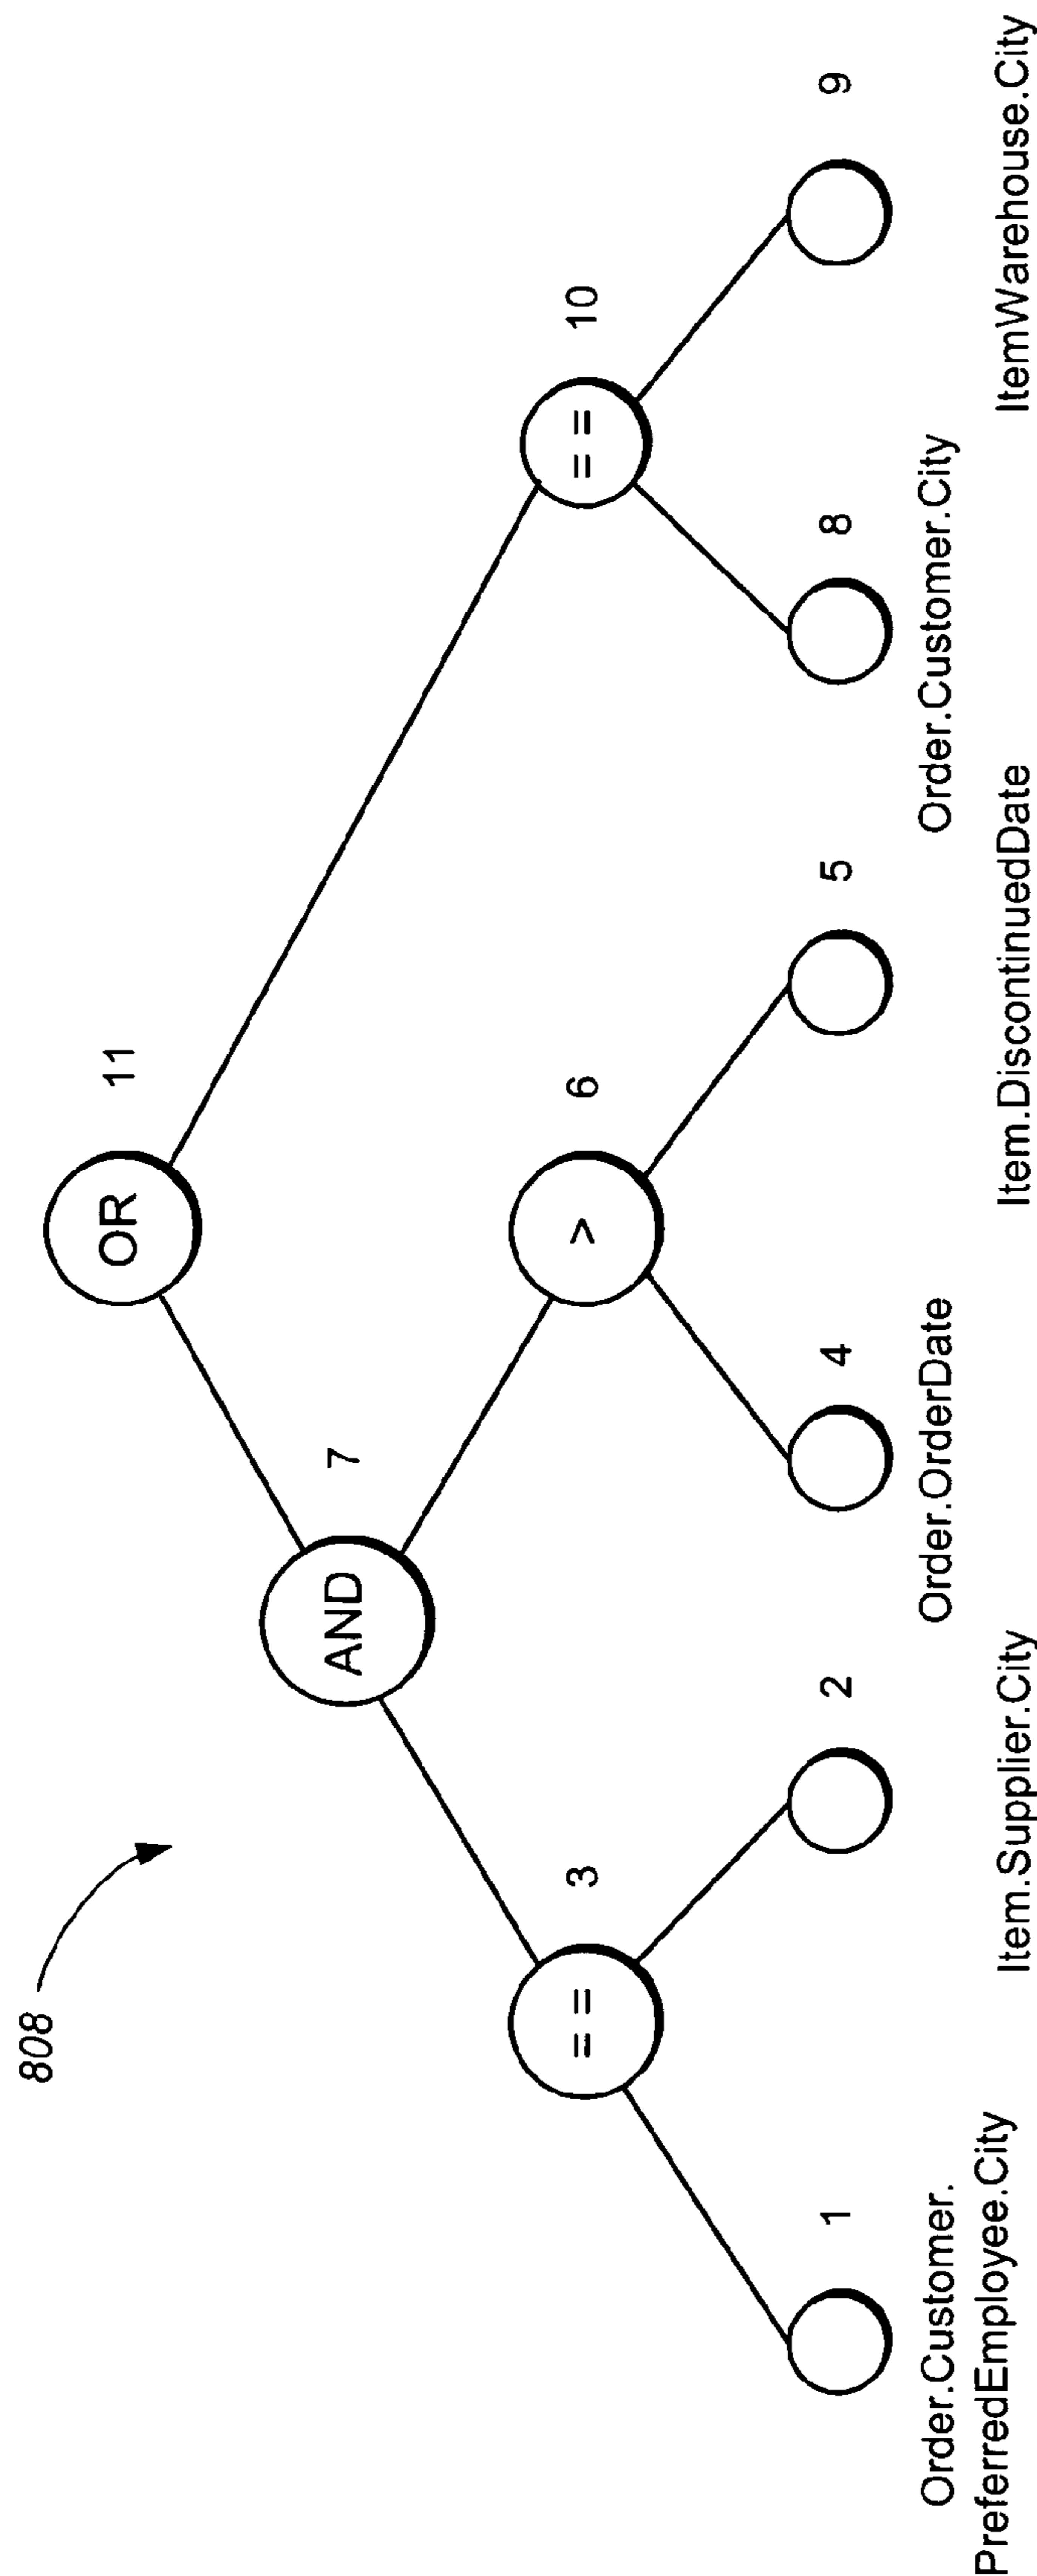 808
OR
11
AND
7
= =
3
>
6
= =
10
1
2
4
5
8
9
Order.Customer.
PreferredEmployee.City
Item.Supplier.City
Order.OrderDate
Item.DiscontinuedDate
Order.Customer.City
ItemWarehouse.City